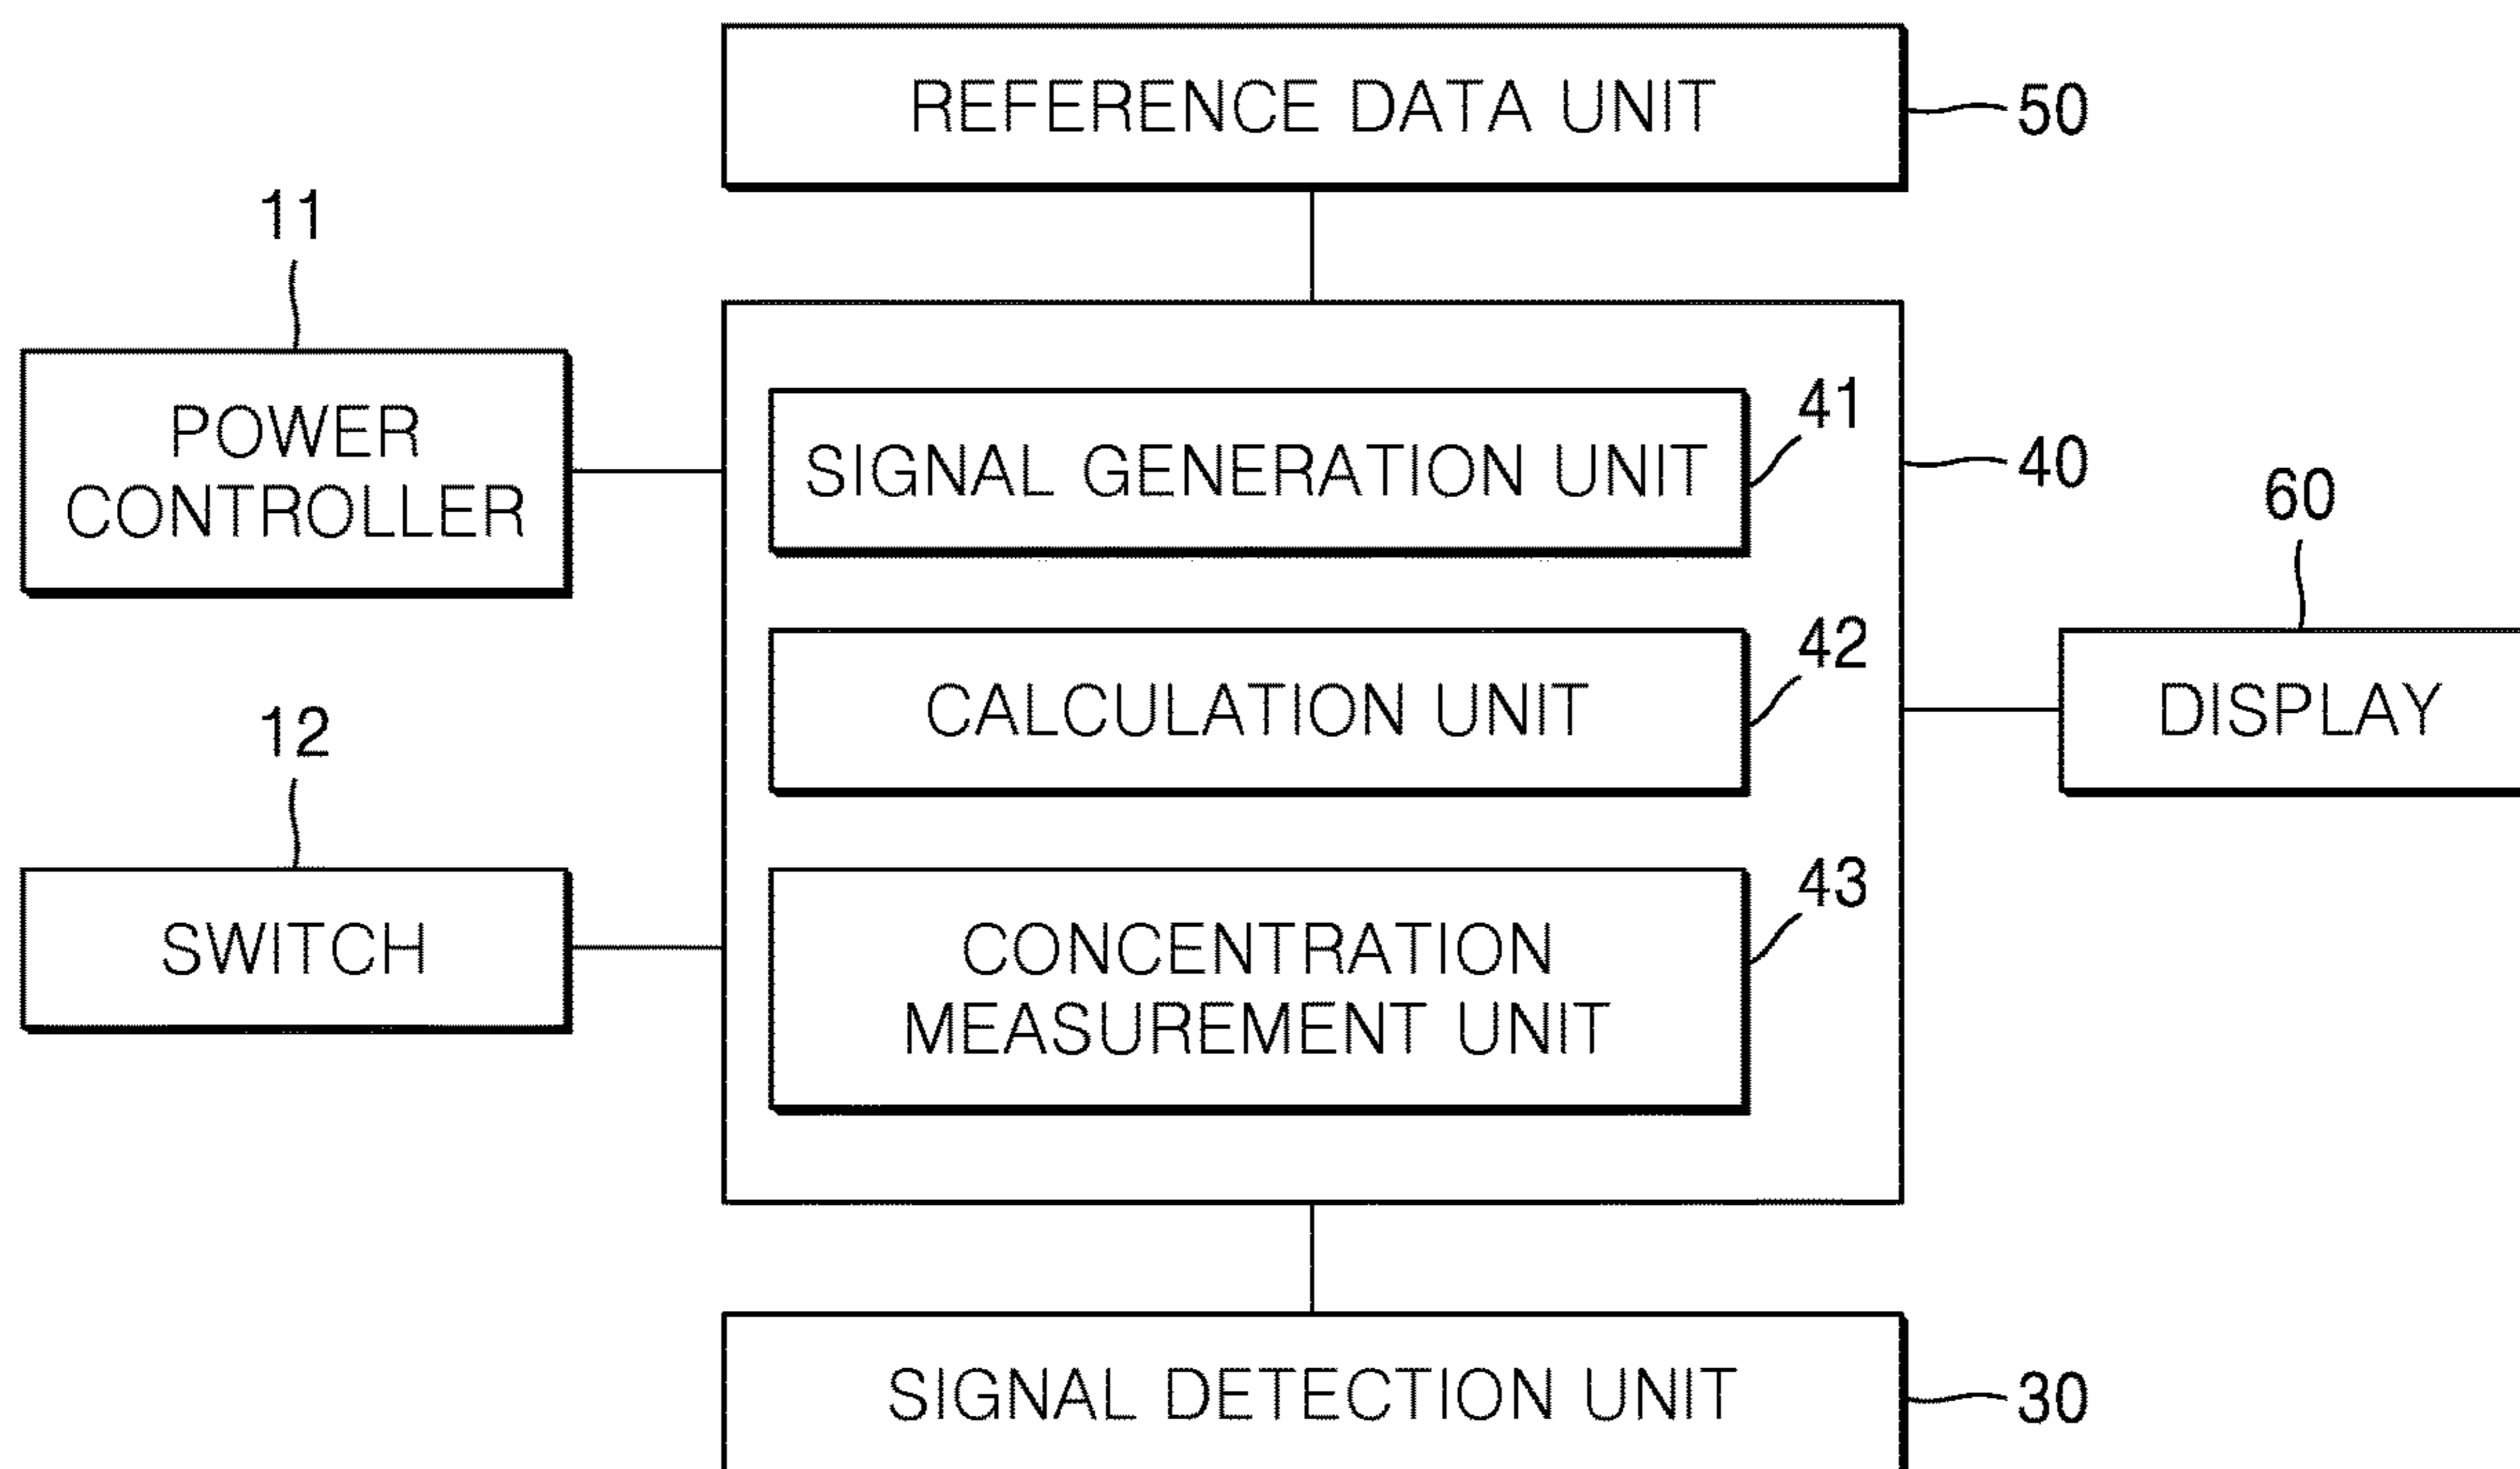 REFERENCE DATA UNIT
50
11
POWER
CONTROLLER
41
SIGNAL GENERATION UNIT
40
60
42
CALCULATION UNIT
DISPLAY
12
SWITCH
43
CONCENTRATION
MEASUREMENT UNIT
SIGNAL DETECTION UNIT
30